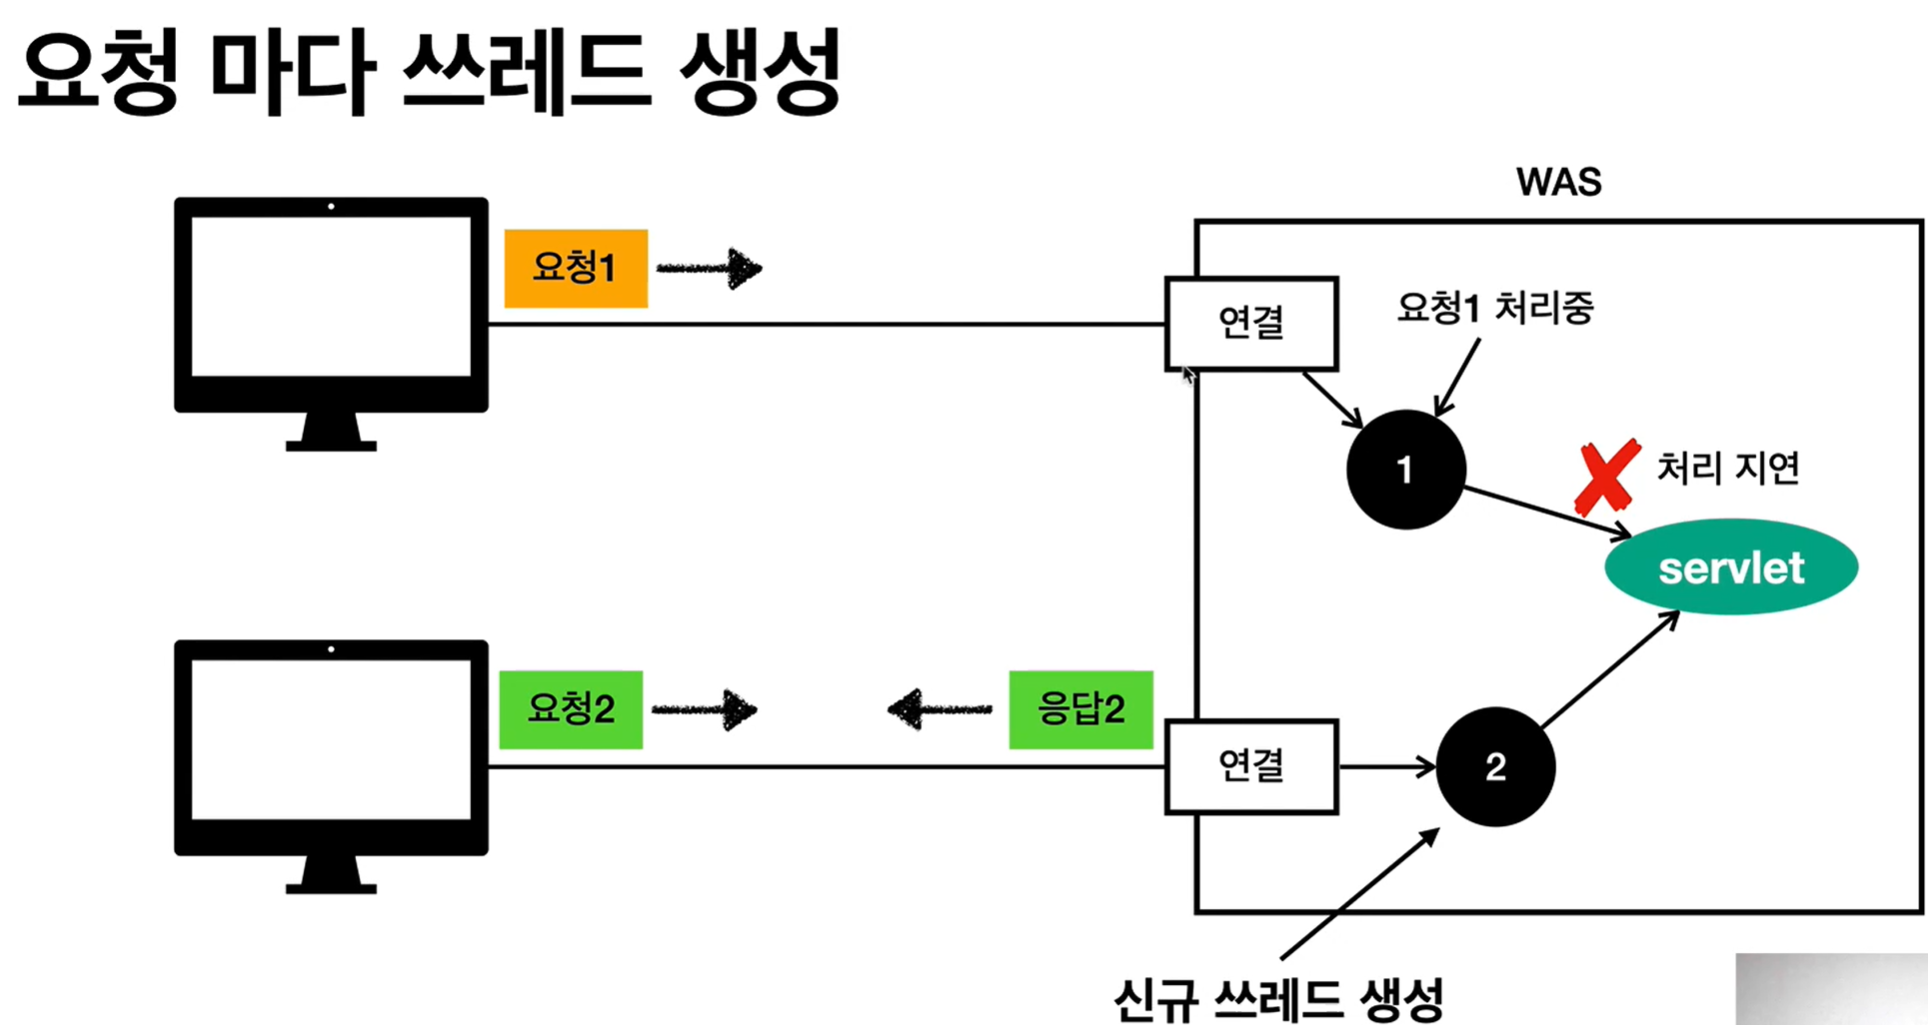 요청 마다 쓰레드 생성
WAS
요청1
연결
요청1 처리중
1
처리 지연
servlet
요청2
응답2
연결
2
신규 쓰레드 생성